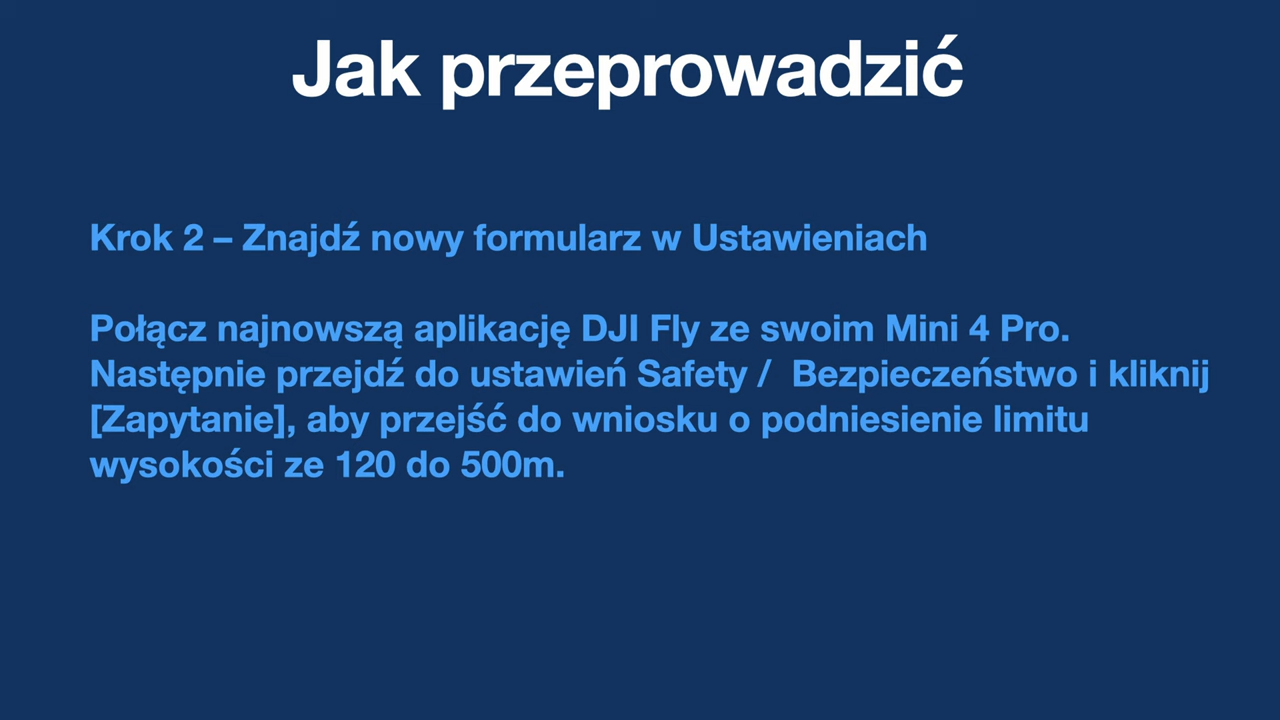 Jak przeprowadzić
Krok 2 – Znajdź nowy formularz w Ustawieniach
Połącz najnowszą aplikację DJI Fly ze swoim Mini 4 Pro.
Następnie przejdź do ustawień Safety /  Bezpieczeństwo i kliknij
[Zapytanie], aby przejść do wniosku o podniesienie limitu
wysokości ze 120 do 500m.